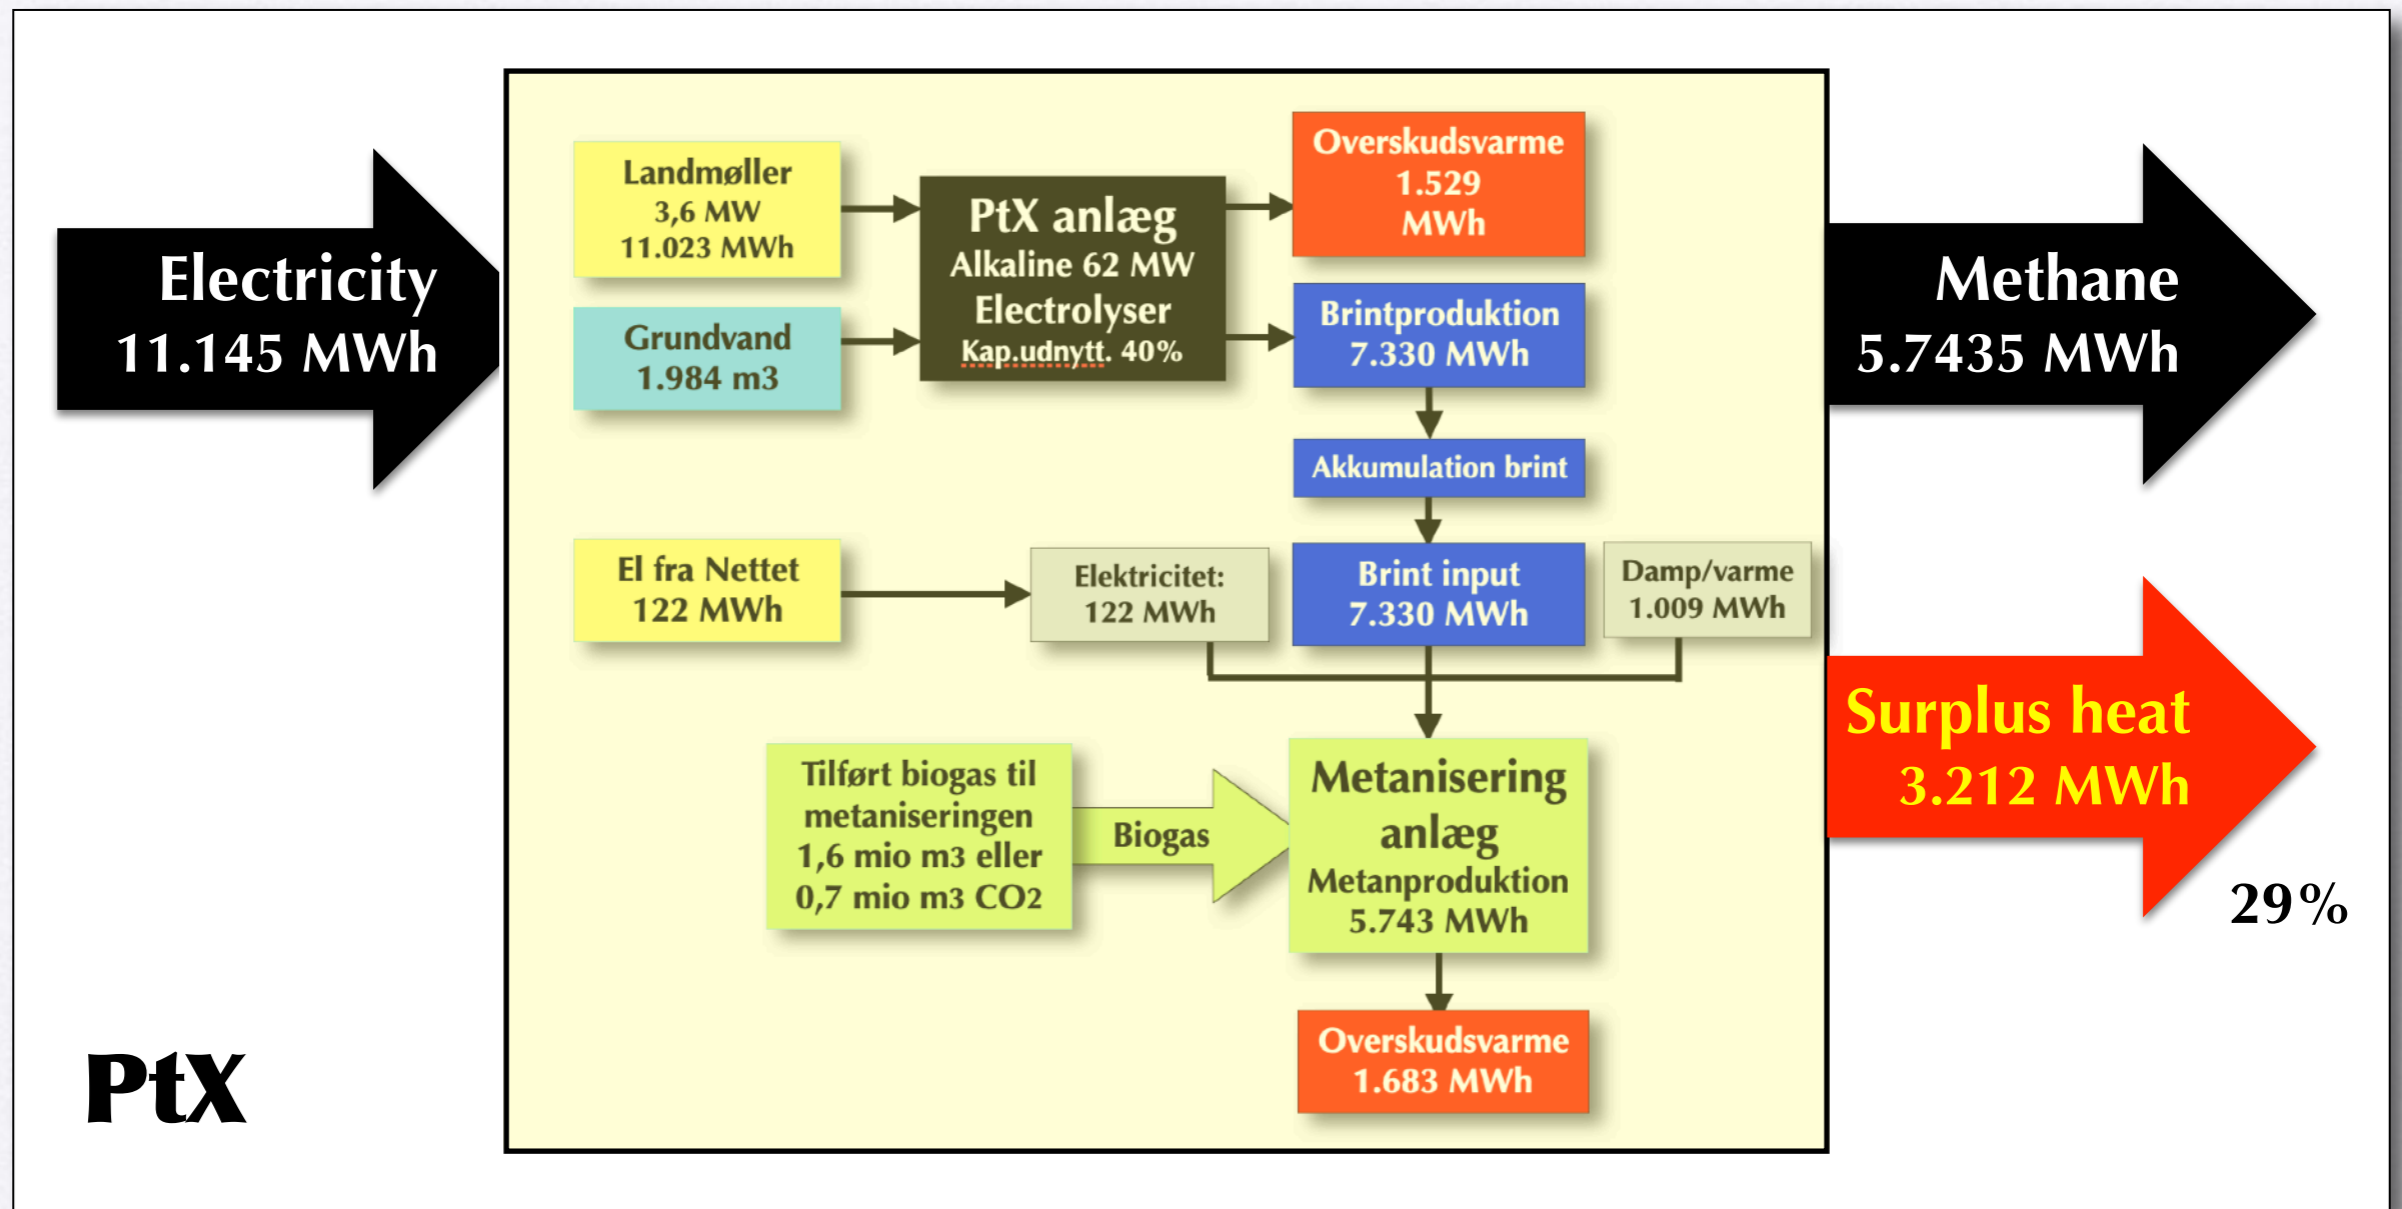 Electricity
11.145 MWh
Landmøller
3,6 MW
11.023 MWh
Grundvand
1.984 m3
PtX anlæg
Alkaline 62 MW
Electrolyser
Kap.udnytt. 40%
Overskudsvarme
1.529
MWh
Brintproduktion
7.330 MWh
Akkumulation brint
El fra Nettet
122 MWh
Elektricitet:
122 MWh
Brint input
7.330 MWh
Damp/varme
1.009 MWh
Tilført biogas til
metaniseringen
1,6 mio m3 eller
0,7 mio m3 CO2
Biogas
Metanisering
anlæg
Metanproduktion
5.743 MWh
Overskudsvarme
1.683 MWh
Methane
5.7435 MWh
Surplus heat
3.212 MWh
29%
PtX